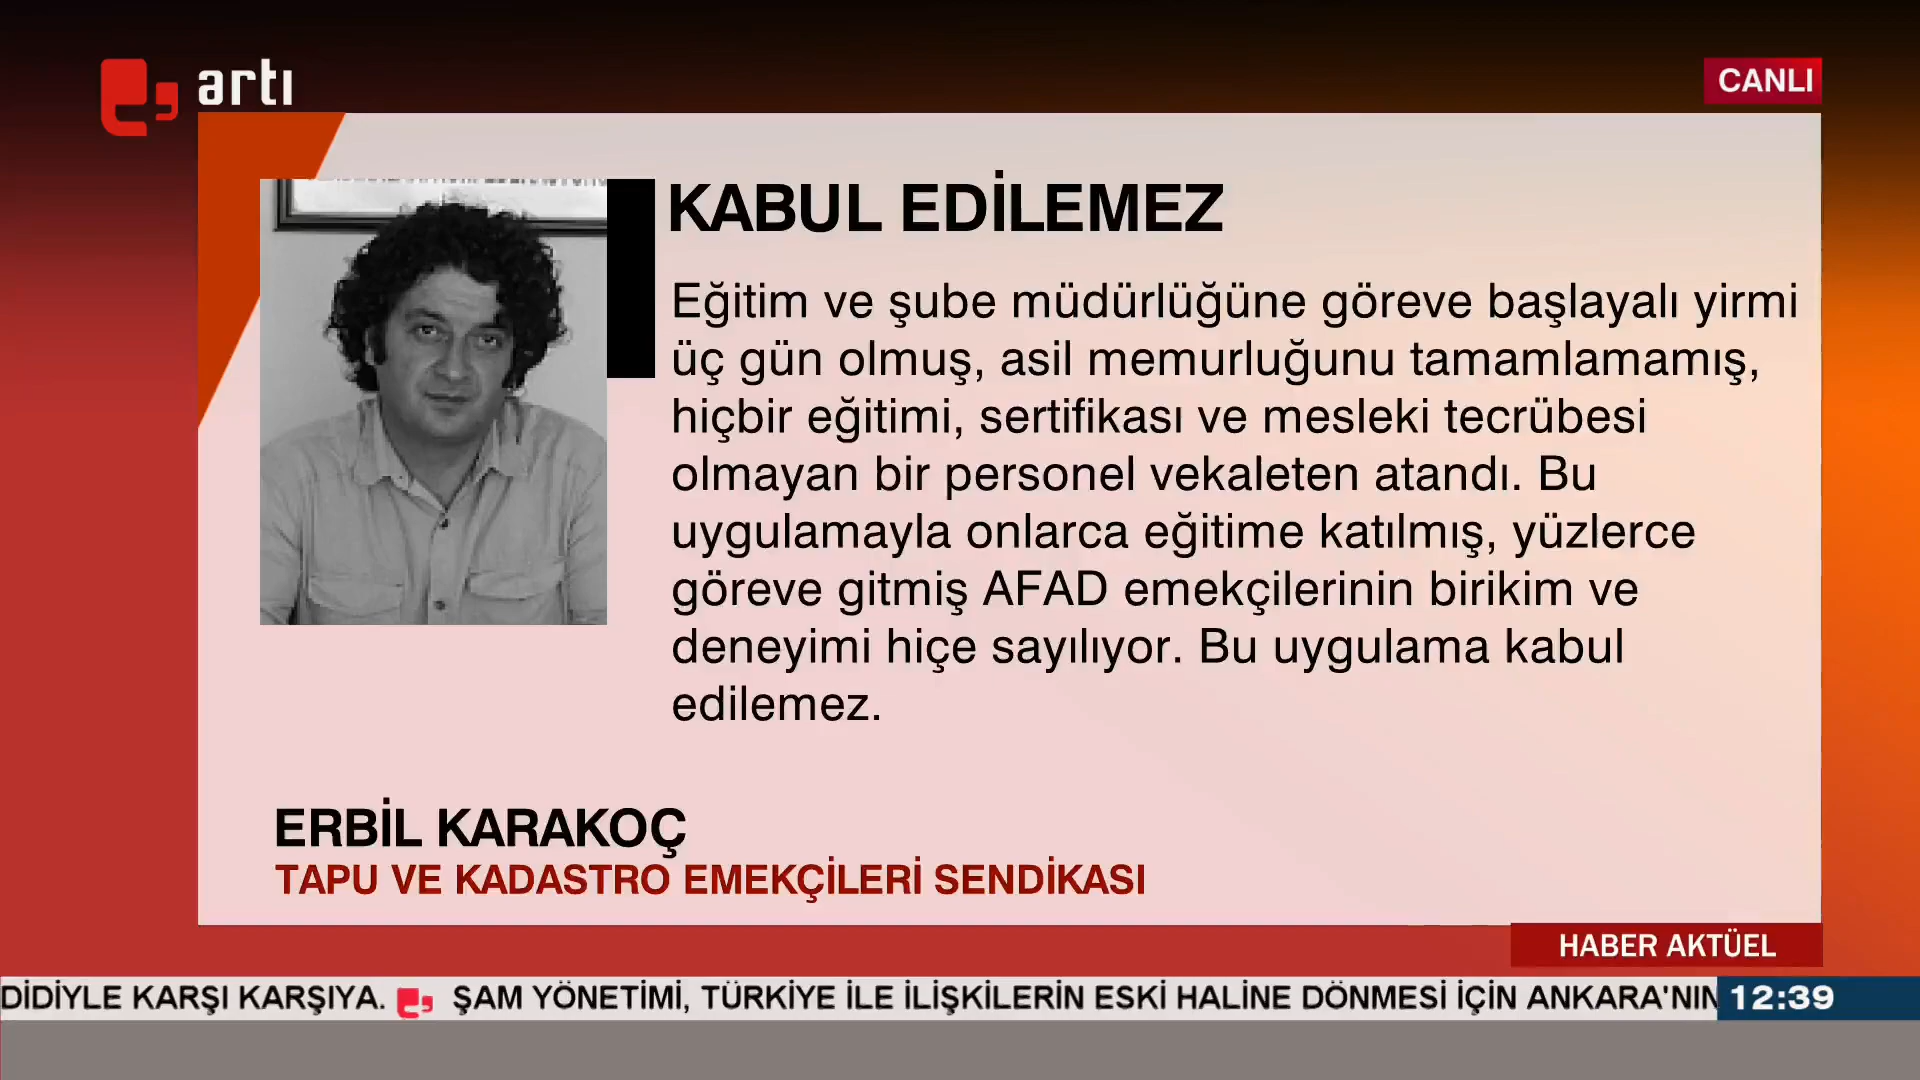 artı
CANLI
KABUL EDİLEMEZ
Eğitim ve şube müdürlüğüne göreve başlayalı yirmi
üç gün olmuş, asil memurluğunu tamamlamamış,
hiçbir eğitimi, sertifikası ve mesleki tecrübesi
olmayan bir personel vekaleten atandı. Bu
uygulamayla onlarca eğitime katılmış, yüzlerce
göreve gitmiş AFAD emekçilerinin birikim ve
deneyimi hiçe sayılıyor. Bu uygulama kabul
edilemez.
ERBİL KARAKOÇ
TAPU VE KADASTRO EMEKÇİLERİ SENDİKASI
HABER AKTÜEL
DİDİYLE KARŞI KARŞIYA. ŞAM YÖNETİMİ, TÜRKİYE İLE İLİŞKİLERİN ESKİ HALİNE DÖNMESİ İÇİN ANKARA'NIN
12:39